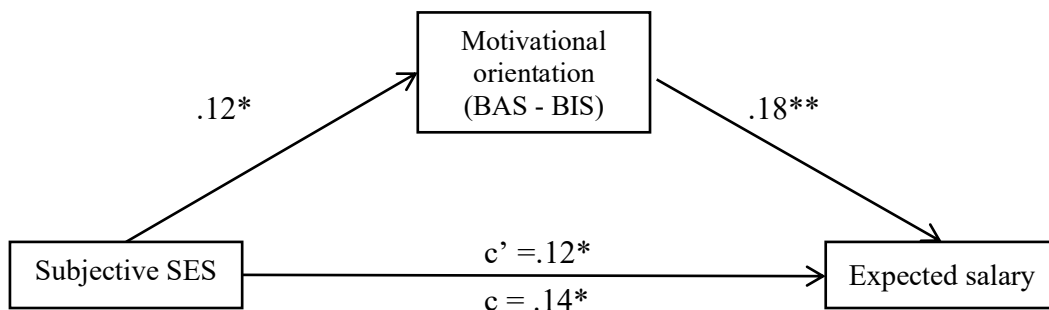 Motivational
orientation
(BAS - BIS)
.12*
.18**
Subjective SES
c’ =.12*
c = .14*
Expected salary